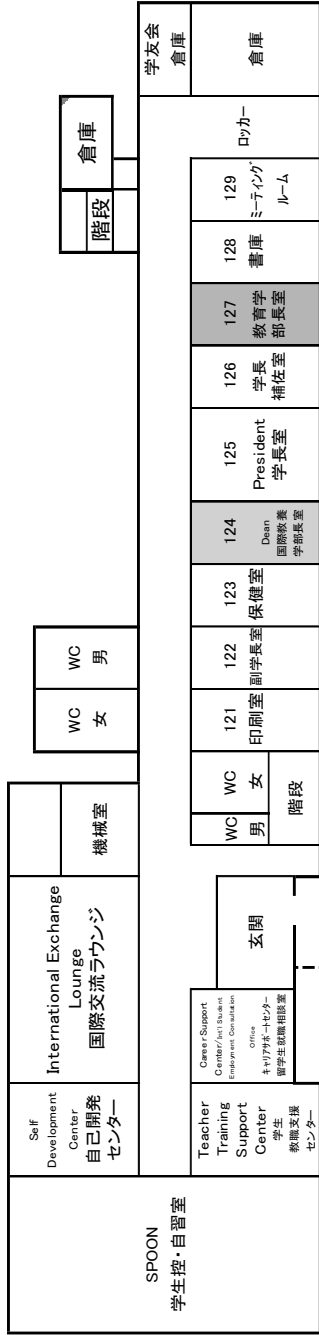 SPOON
学生控・自習室
Self
Development
Center
自己開発
センター
International Exchange
Lounge
国際交流ラウンジ
機械室
WC
女
WC
男
階段
倉庫
学友会
倉庫
倉庫
ロッカー
Teacher
Training
Support
Center
学生
教職支援
センター
Career Support
Center/Int'l Student
Employment Consultation
Office
キャリアサポートセンター
留学生就職相談室
玄関
WC
男
WC
女
階段
121
印刷室
122
副学長室
123
保健室
124
Dean
国際教養
学部長室
125
President
学長室
126
学長
補佐室
127
教育学
部長室
128
書庫
129
ミーティング
ルーム